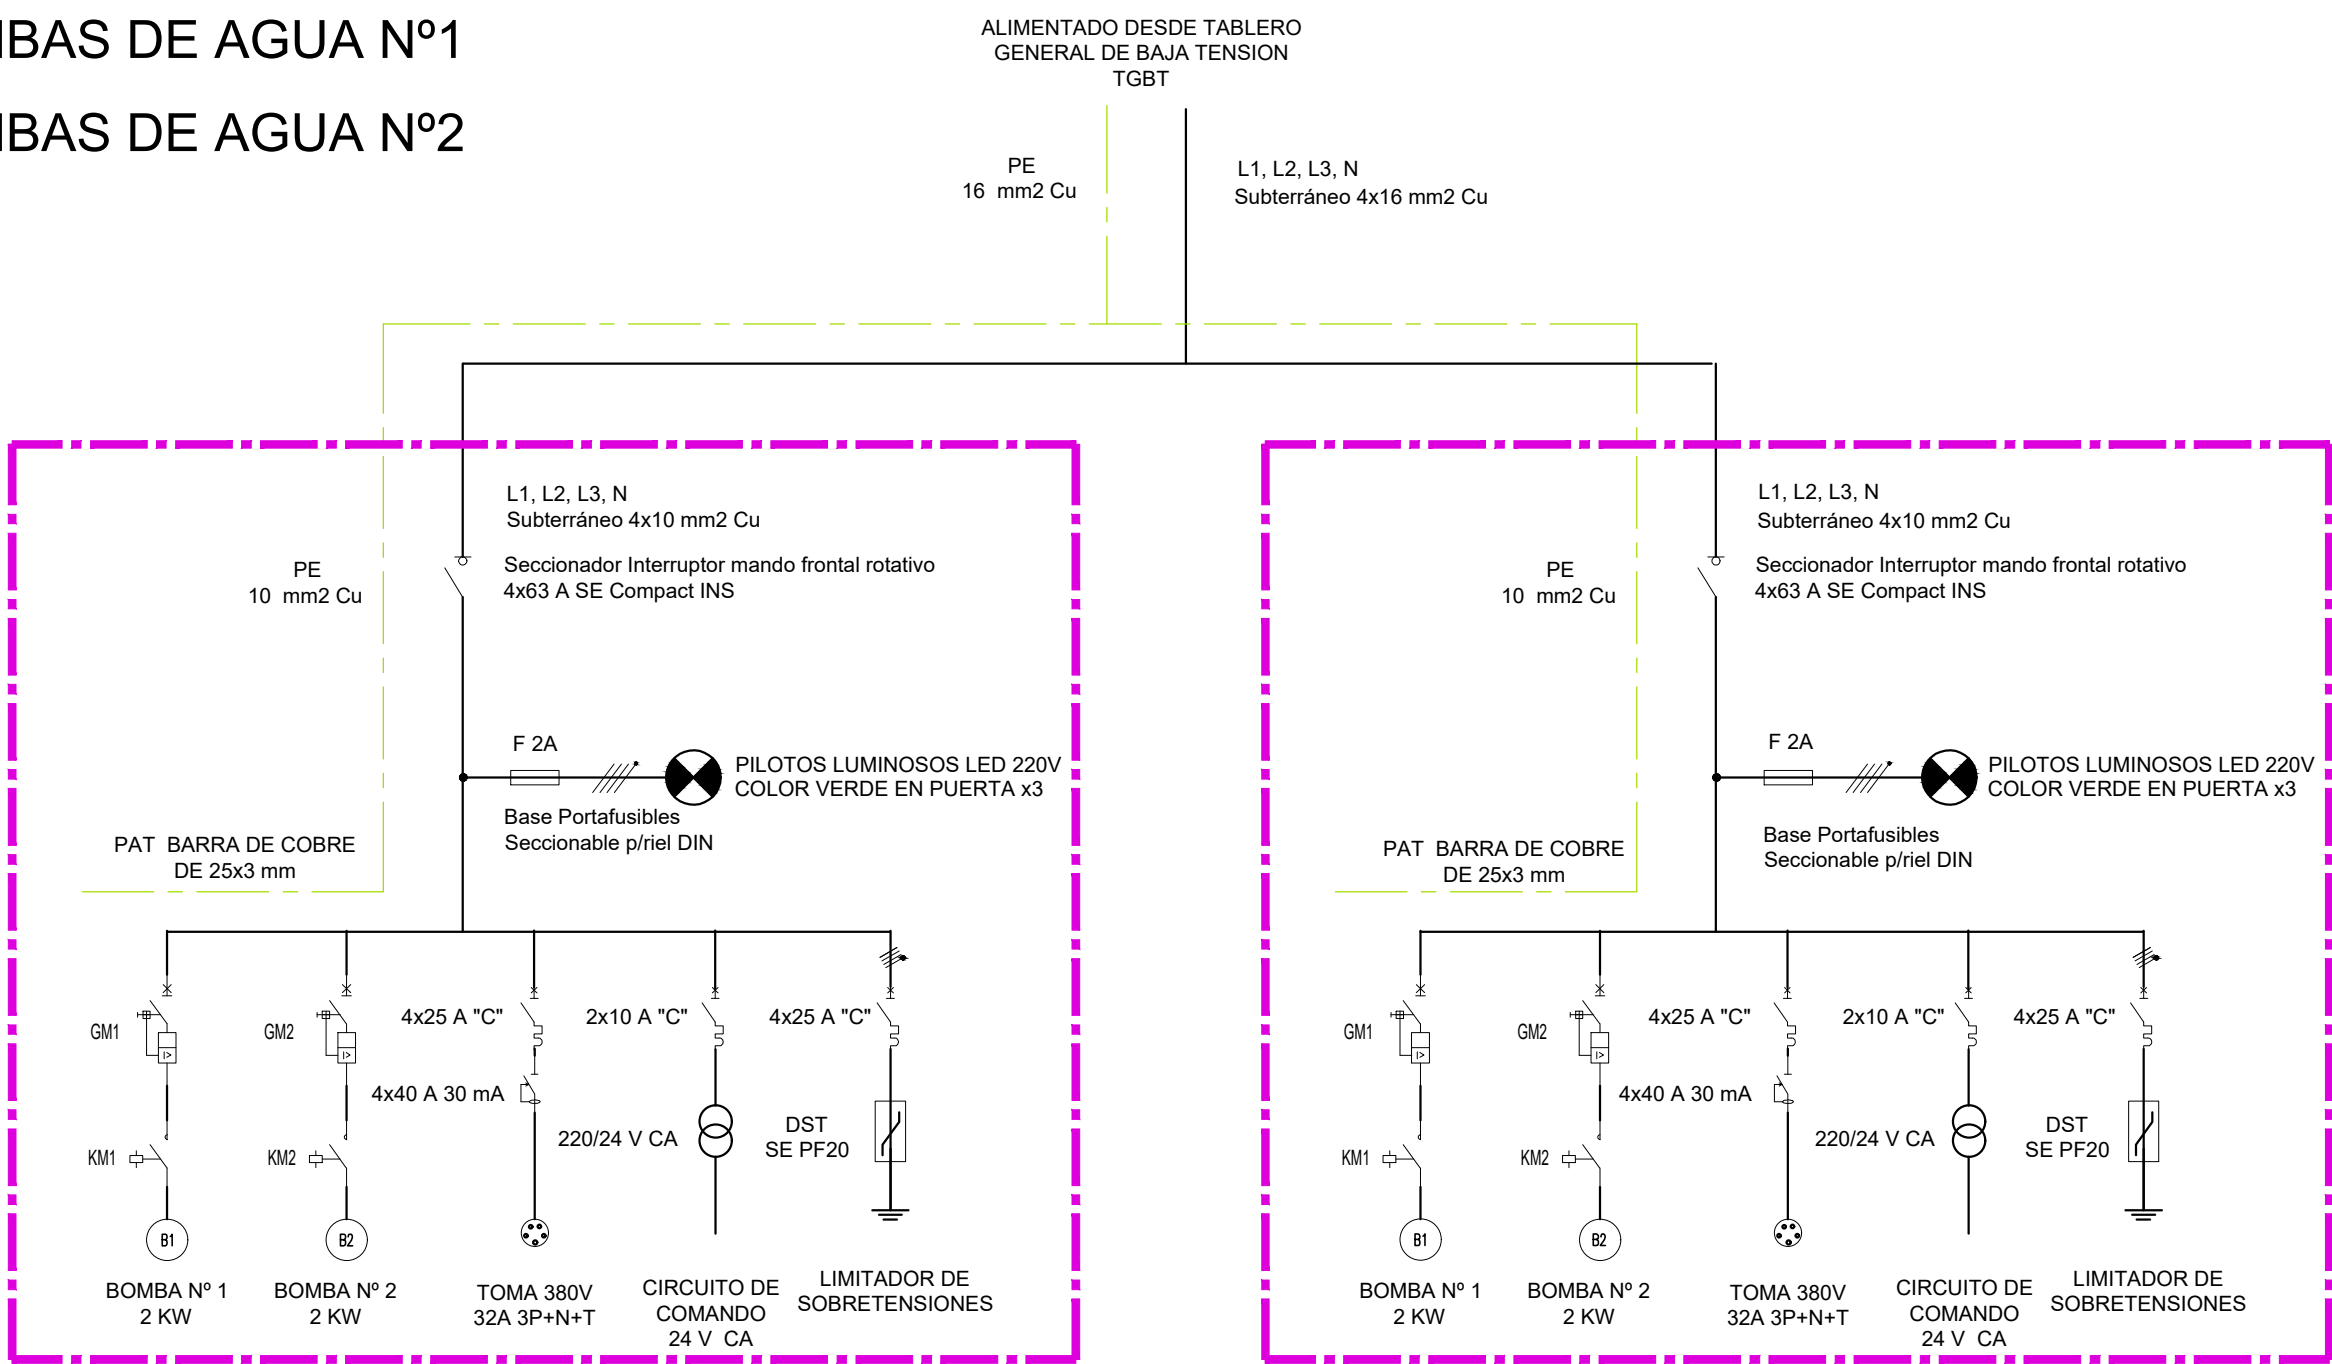 BAS DE AGUA Nº1
BAS DE AGUA Nº2
ALIMENTADO DESDE TABLERO
GENERAL DE BAJA TENSION
TGBT
PE
16 mm2 Cu
L1, L2, L3, N
Subterráneo 4x16 mm2 Cu
L1, L2, L3, N
Subterráneo 4x10 mm2 Cu
PE
10 mm2 Cu
Seccionador Interruptor mando frontal rotativo
4x63 A SE Compact INS
F 2A
PILOTOS LUMINOSOS LED 220V
COLOR VERDE EN PUERTA x3
Base Portafusibles
Seccionable p/riel DIN
PAT BARRA DE COBRE
DE 25x3 mm
GM1
GM2
4x25 A "C"
2x10 A "C"
4x25 A "C"
I>
I>
4x40 A 30 mA
220/24 V CA
DST
SE PF20
KM1
KM2
B1
B2
BOMBA Nº 1
2 KW
BOMBA Nº 2
2 KW
TOMA 380V
32A 3P+N+T
CIRCUITO DE
COMANDO
24 V CA
LIMITADOR DE
SOBRETENSIONES
L1, L2, L3, N
Subterráneo 4x10 mm2 Cu
PE
10 mm2 Cu
Seccionador Interruptor mando frontal rotativo
4x63 A SE Compact INS
F 2A
PILOTOS LUMINOSOS LED 220V
COLOR VERDE EN PUERTA x3
Base Portafusibles
Seccionable p/riel DIN
PAT BARRA DE COBRE
DE 25x3 mm
GM1
GM2
4x25 A "C"
2x10 A "C"
4x25 A "C"
I>
I>
4x40 A 30 mA
220/24 V CA
DST
SE PF20
KM1
KM2
B1
B2
BOMBA Nº 1
2 KW
BOMBA Nº 2
2 KW
TOMA 380V
32A 3P+N+T
CIRCUITO DE
COMANDO
24 V CA
LIMITADOR DE
SOBRETENSIONES